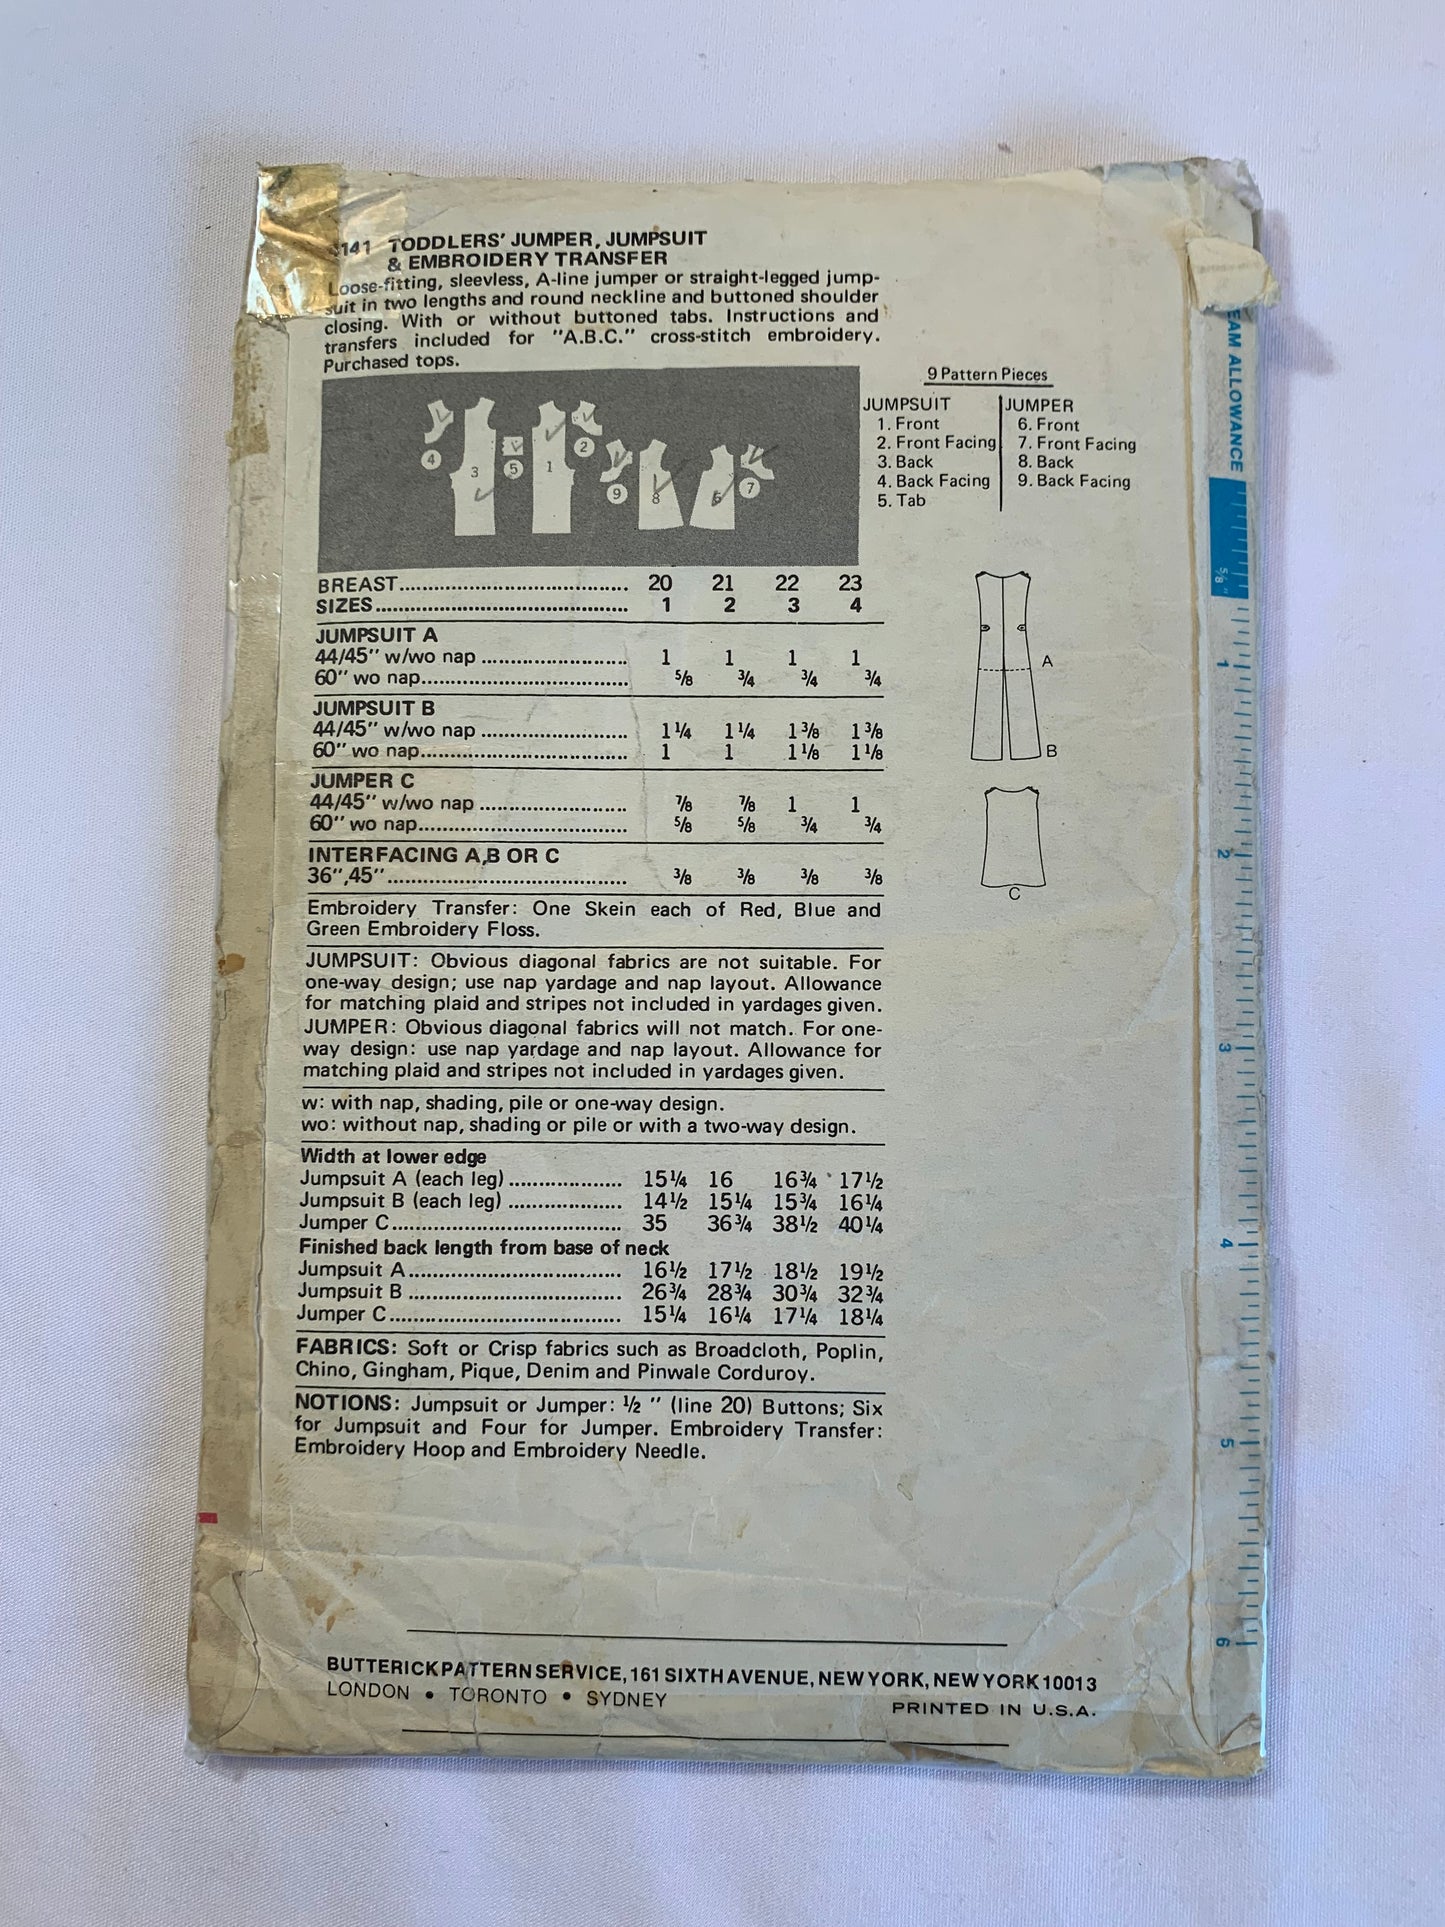 4141 TODDLERS' JUMPER, JUMPSUIT
& EMBROIDERY TRANSFER
Loose-fitting, sleevless, A-line jumper or straight-legged jump-
suit in two lengths and round neckline and buttoned shoulder
closing. With or without buttoned tabs. Instructions and
transfers included for "A.B.C." cross-stitch embroidery.
Purchased tops.
4 3 5 1 2 9 8 6 7
9 Pattern Pieces
JUMPSUIT
1. Front
2. Front Facing
3. Back
4. Back Facing
5. Tab
JUMPER
6. Front
7. Front Facing
8. Back
9. Back Facing
BREAST 20 21 22 23
SIZES 1 2 3 4
JUMPSUIT A
44/45" w/wo nap 1 1 1 1
60" wo nap 5/8 3/4 3/4 3/4
JUMPSUIT B
44/45" w/wo nap 1 1/4 1 1/4 1 3/8 1 3/8
60" wo nap 1 1 1 1/8 1 1/8
JUMPER C
44/45" w/wo nap 7/8 7/8 1 1
60" wo nap 5/8 5/8 3/4 3/4
INTERFACING A,B OR C
36",45" 3/8 3/8 3/8 3/8
Embroidery Transfer: One Skein each of Red, Blue and
Green Embroidery Floss.
JUMPSUIT: Obvious diagonal fabrics are not suitable. For
one-way design; use nap yardage and nap layout. Allowance
for matching plaid and stripes not included in yardages given.
JUMPER: Obvious diagonal fabrics will not match. For one-
way design: use nap yardage and nap layout. Allowance for
matching plaid and stripes not included in yardages given.
w: with nap, shading, pile or one-way design.
wo: without nap, shading or pile or with a two-way design.
Width at lower edge
Jumpsuit A (each leg) 15 1/4 16 16 3/4 17 1/2
Jumpsuit B (each leg) 14 1/2 15 1/4 15 3/4 16 1/4
Jumper C 35 36 3/4 38 1/2 40 1/4
Finished back length from base of neck
Jumpsuit A 16 1/2 17 1/2 18 1/2 19 1/2
Jumpsuit B 26 3/4 28 3/4 30 3/4 32 3/4
Jumper C 15 1/4 16 1/4 17 1/4 18 1/4
FABRICS: Soft or Crisp fabrics such as Broadcloth, Poplin,
Chino, Gingham, Pique, Denim and Pinwale Corduroy.
NOTIONS: Jumpsuit or Jumper: 1/2 " (line 20) Buttons; Six
for Jumpsuit and Four for Jumper. Embroidery Transfer:
Embroidery Hoop and Embroidery Needle.
A
B
C
BUTTERICK PATTERN SERVICE, 161 SIXTH AVENUE, NEW YORK, NEW YORK 10013
LONDON • TORONTO • SYDNEY
PRINTED IN U.S.A.
ALLOWANCE
5/8"
1
2
3
4
5
6